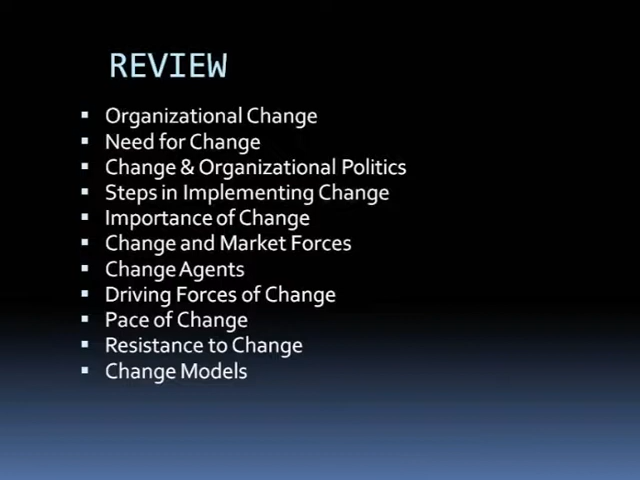 REVIEW
▪ Organizational Change
▪ Need for Change
▪ Change & Organizational Politics
▪ Steps in Implementing Change
▪ Importance of Change
▪ Change and Market Forces
▪ Change Agents
▪ Driving Forces of Change
▪ Pace of Change
▪ Resistance to Change
▪ Change Models